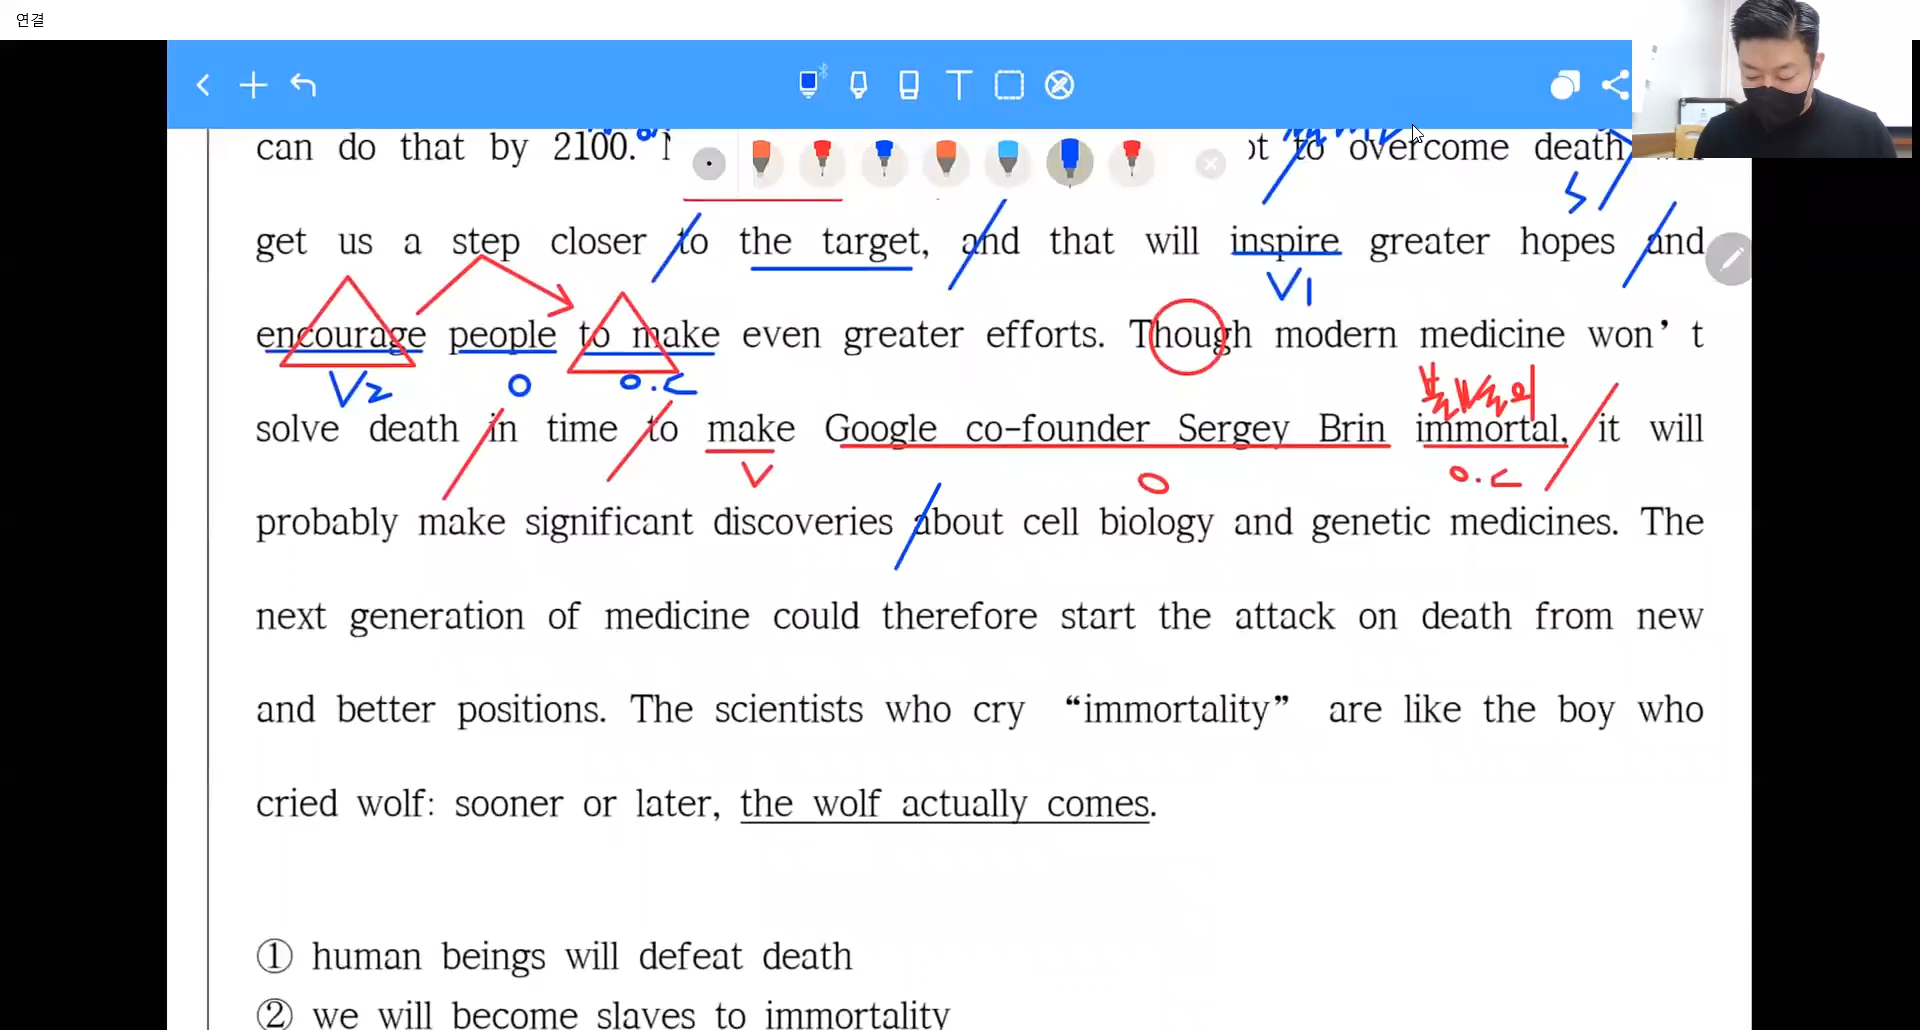 연결
can do that by 2100. to overcome death
get us a step closer to the target, and that will inspire greater hopes and
V1
encourage people to make even greater efforts. Though modern medicine won't
V2 O O.C
solve death in time to make Google co-founder Sergey Brin immortal, it will
V O O.C
probably make significant discoveries about cell biology and genetic medicines. The
next generation of medicine could therefore start the attack on death from new
and better positions. The scientists who cry “immortality” are like the boy who
cried wolf: sooner or later, the wolf actually comes.
① human beings will defeat death
② we will become slaves to immortality